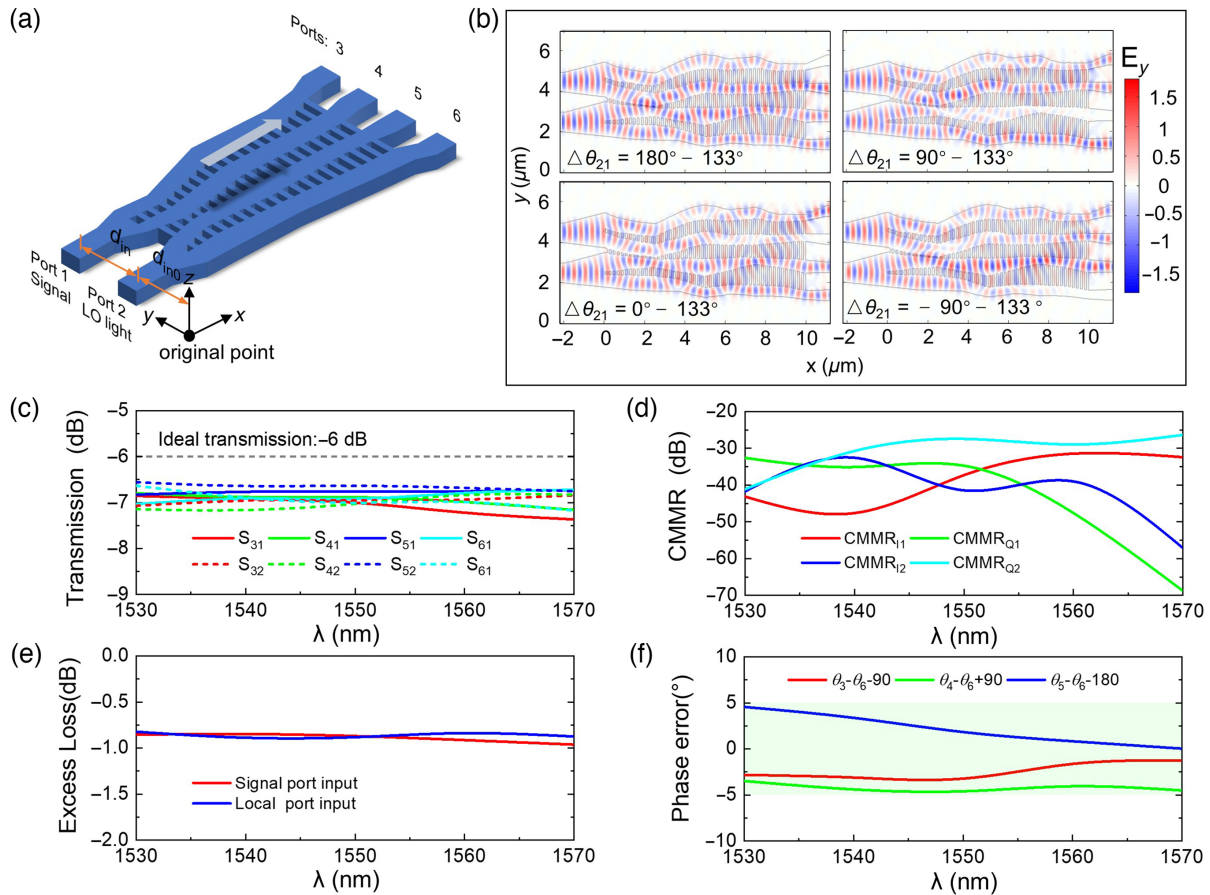 (a)
Ports: 3
4
5
6
d_in
d_in0
z
Port 1
Signal
Port 2
LO light
y
x
original point
(b)
6
4
2
0
△θ₂₁ = 180° − 133°
△θ₂₁ = 90° − 133°
6
4
2
0
△θ₂₁ = 0° − 133°
△θ₂₁ = − 90° − 133°
y (μm)
−2 0 2 4 6 8 10
−2 0 2 4 6 8 10
x (μm)
E_y
1.5
1
0.5
0
−0.5
−1
−1.5
(c)
Transmission (dB)
−5
−6
−7
−8
−9
Ideal transmission:−6 dB
S₃₁ S₄₁ S₅₁ S₆₁
S₃₂ S₄₂ S₅₂ S₆₁
1530 1540 1550 1560 1570
λ (nm)
(d)
CMMR (dB)
−20
−30
−40
−50
−60
−70
CMMR_I1 CMMR_Q1
CMMR_I2 CMMR_Q2
1530 1540 1550 1560 1570
λ (nm)
(e)
Excess Loss(dB)
0.0
−0.5
−1.0
−1.5
−2.0
Signal port input
Local port input
1530 1540 1550 1560 1570
λ (nm)
(f)
Phase error(°)
10
5
0
−5
−10
θ₃-θ₆-90 θ₄-θ₆+90 θ₅-θ₆-180
1530 1540 1550 1560 1570
λ (nm)